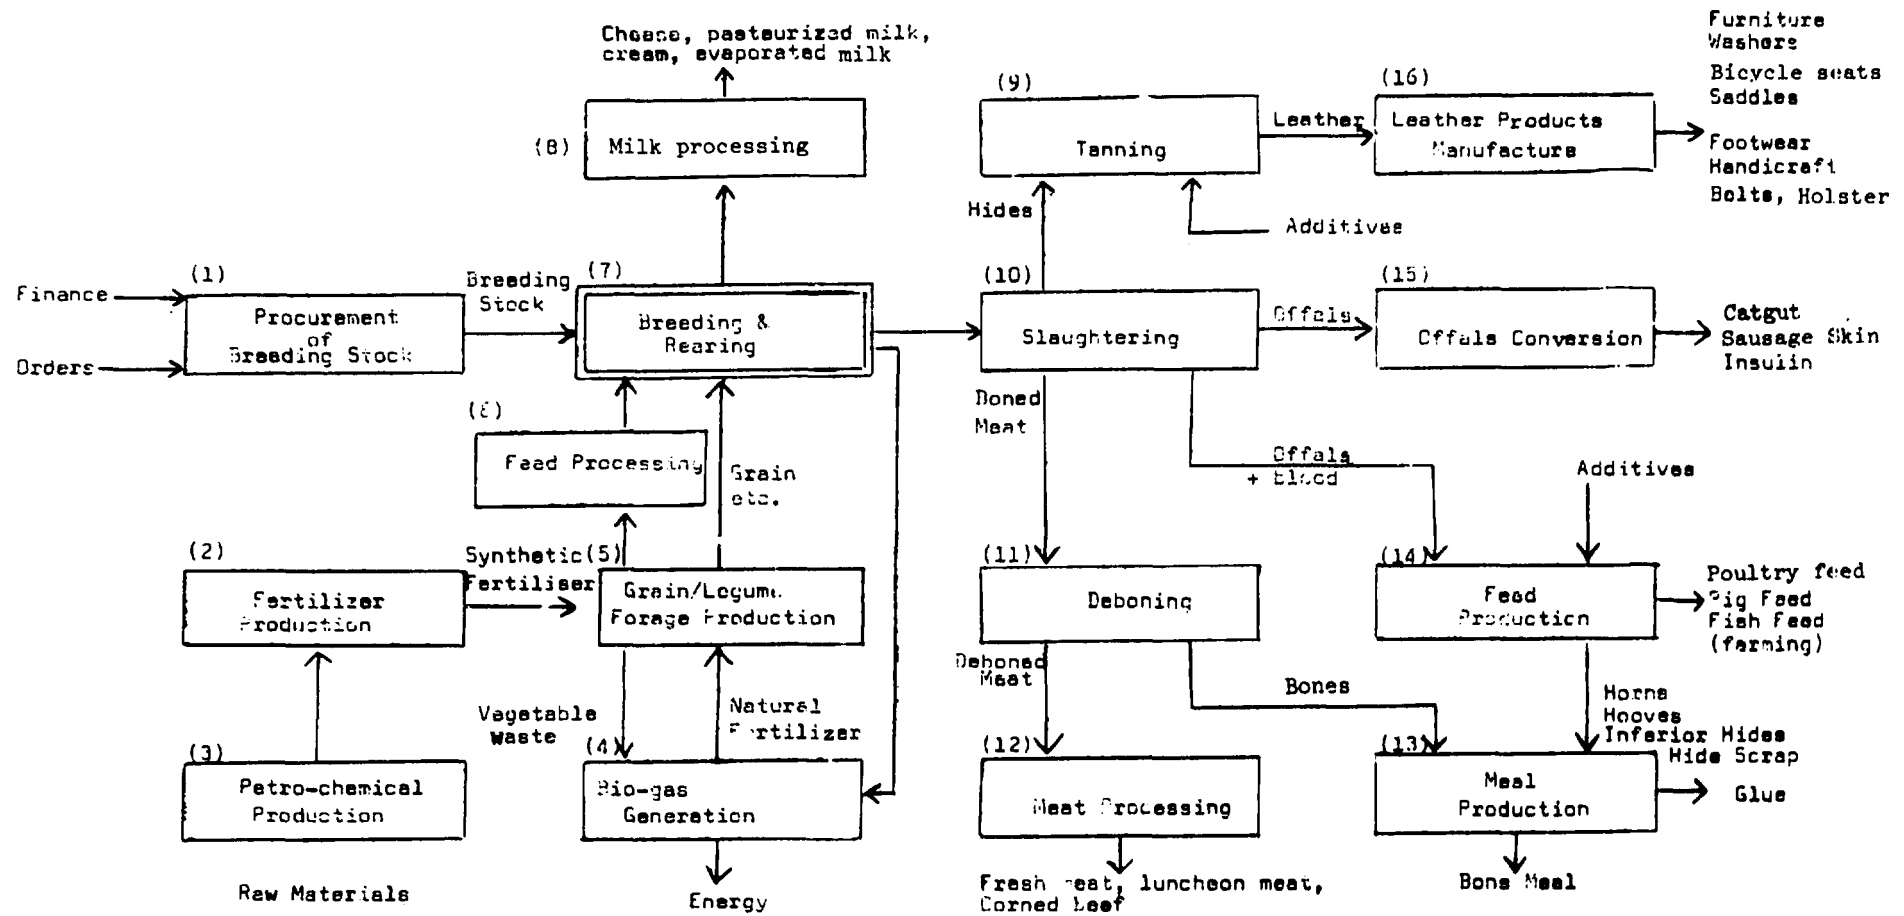 Cheese, pasteurized milk,
cream, evaporated milk
(8) Milk processing
Finance
Orders
(1)
Procurement
of
Breeding Stock
Breeding
Stock
(7)
Breeding &
Rearing
(6)
Feed Processing
Grain
etc.
(2)
Fertilizer
Production
Synthetic
Fertiliser
(5)
Grain/Legume
Forage Production
(3)
Petro-chemical
Production
Raw Materials
Vegetable
Waste
Natural
Fertilizer
(4)
Bio-gas
Generation
Energy
(9)
Tanning
Leather
(16)
Leather Products
Manufacture
Furniture
Washers
Bicycle seats
Saddles
Footwear
Handicraft
Belts, Holster
Hides
Additives
(10)
Slaughtering
Offals
(15)
Offals Conversion
Catgut
Sausage Skin
Insulin
Boned
Meat
Offals
+ Blood
Additives
(11)
Deboning
(14)
Feed
Production
Poultry feed
Pig Feed
Fish Feed
(farming)
Deboned
Meat
Bones
Horns
Hooves
Inferior Hides
Hide Scrap
(12)
Meat Processing
(13)
Meal
Production
Glue
Fresh meat, luncheon meat,
Corned beef
Bone Meal